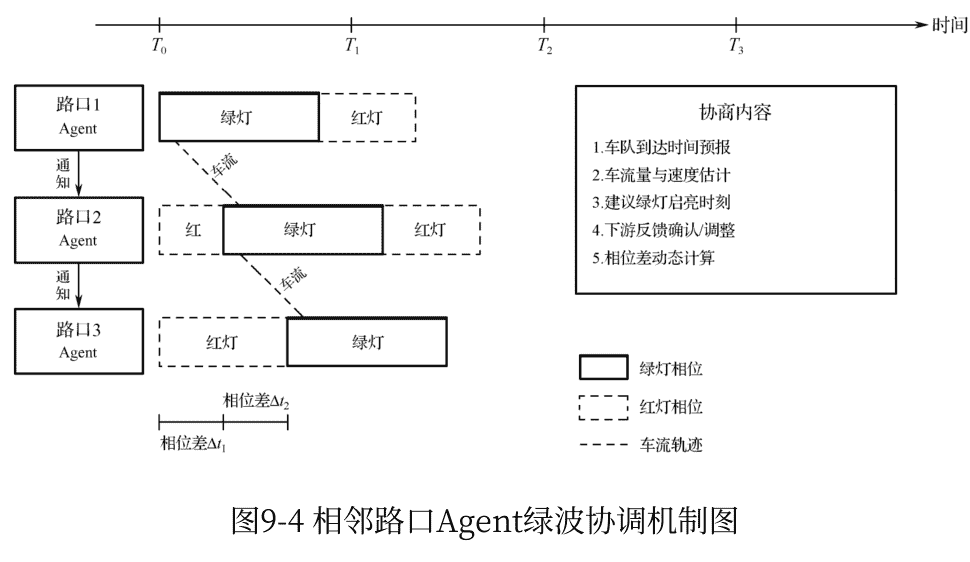 时间
T0 T1 T2 T3
路口1
Agent
绿灯 红灯
通知
车流
路口2
Agent
红 绿灯 红灯
通知
车流
路口3
Agent
红灯 绿灯
相位差Δt2
相位差Δt1
协商内容
1.车队到达时间预报
2.车流量与速度估计
3.建议绿灯启亮时刻
4.下游反馈确认/调整
5.相位差动态计算
绿灯相位
红灯相位
车流轨迹
图9-4 相邻路口Agent绿波协调机制图